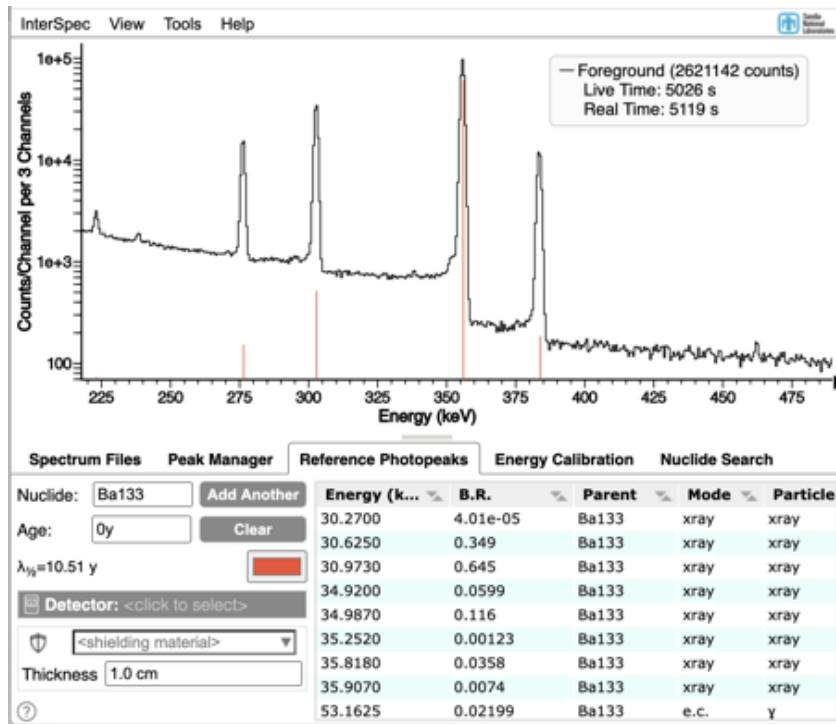 InterSpec View Tools Help
Sandia National Laboratories
Counts/Channel per 3 Channels
1e+5
1e+4
1e+3
100
Foreground (2621142 counts)
Live Time: 5026 s
Real Time: 5119 s
225 250 275 300 325 350 375 400 425 450 475
Energy (keV)
Spectrum Files Peak Manager Reference Photopeaks Energy Calibration Nuclide Search
Nuclide: Ba133 Add Another
Age: 0y Clear
λ½=10.51 y
Detector: <click to select>
<shielding material>
Thickness 1.0 cm
?
Energy (k... B.R. Parent Mode Particle
30.2700 4.01e-05 Ba133 xray xray
30.6250 0.349 Ba133 xray xray
30.9730 0.645 Ba133 xray xray
34.9200 0.0599 Ba133 xray xray
34.9870 0.116 Ba133 xray xray
35.2520 0.00123 Ba133 xray xray
35.8180 0.0358 Ba133 xray xray
35.9070 0.0074 Ba133 xray xray
53.1625 0.02199 Ba133 e.c. γ